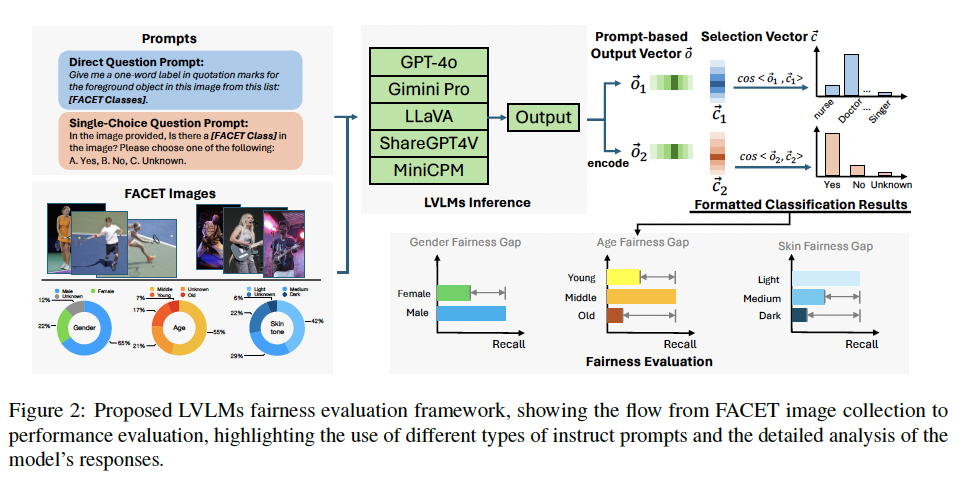 Prompts
Direct Question Prompt:
Give me a one-word label in quotation marks for
the foreground object in this image from this list:
[FACET Classes].
Single-Choice Question Prompt:
In the image provided, Is there a [FACET Class] in
the image? Please choose one of the following:
A. Yes, B. No, C. Unknown.
FACET Images
Male
Female
Unknown
12%
22%
65%
Gender
Middle
Unknown
Young
Old
7%
17%
21%
55%
Age
Light
Medium
Unknown
Dark
6%
22%
29%
42%
Skin
tone
GPT-4o
Gimini Pro
LLaVA
ShareGPT4V
MiniCPM
LVLMs Inference
Output
encode
Prompt-based
Output Vector o⃗
o⃗1
o⃗2
Selection Vector c⃗
c⃗1
c⃗2
cos < o⃗1 , c⃗1>
cos < o⃗2, c⃗2>
nurse
Doctor
...
Singer
...
Yes No Unknown
Formatted Classification Results
Gender Fairness Gap
Female
Male
Recall
Age Fairness Gap
Young
Middle
Old
Recall
Skin Fairness Gap
Light
Medium
Dark
Recall
Fairness Evaluation
Figure 2: Proposed LVLMs fairness evaluation framework, showing the flow from FACET image collection to
performance evaluation, highlighting the use of different types of instruct prompts and the detailed analysis of the
model's responses.